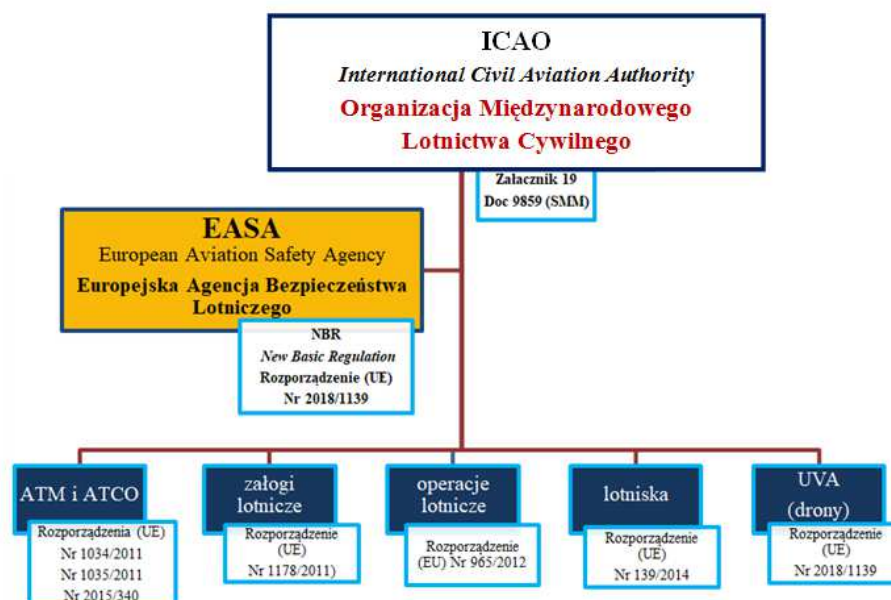 ICAO
International Civil Aviation Authority
Organizacja Międzynarodowego
Lotnictwa Cywilnego
Załacznik 19
Doc 9859 (SMM)
EASA
European Aviation Safety Agency
Europejska Agencja Bezpieczeństwa
Lotniczego
NBR
New Basic Regulation
Rozporządzenie (UE)
Nr 2018/1139
ATM i ATCO
Rozporządzenia (UE)
Nr 1034/2011
Nr 1035/2011
Nr 2015/340
załogi
lotnicze
Rozporządzenie
(UE)
Nr 1178/2011)
operacje
lotnicze
Rozporządzenie
(EU) Nr 965/2012
lotniska
Rozporządzenie
(UE)
Nr 139/2014
UVA
(drony)
Rozporządzenie
(UE)
Nr 2018/1139